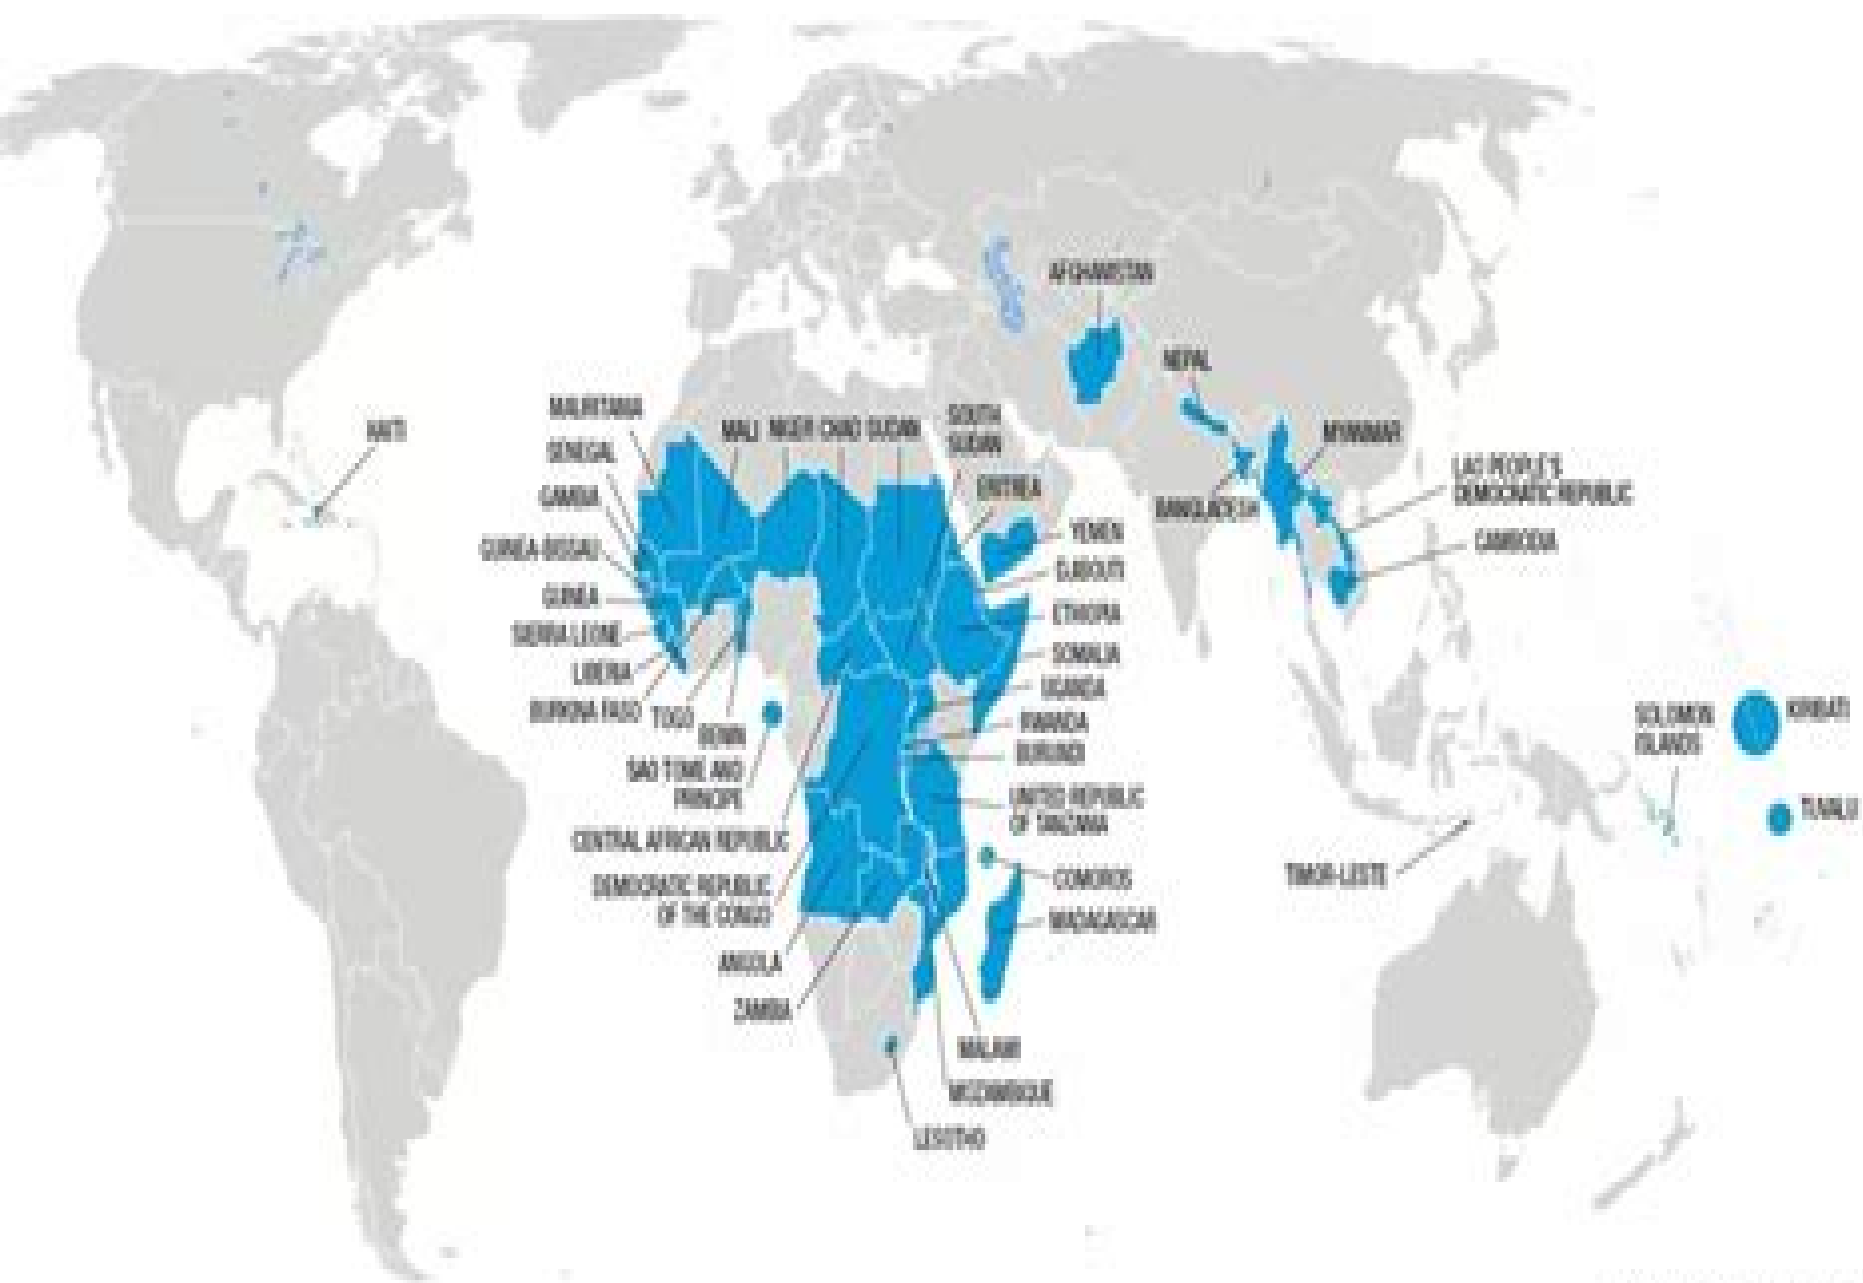 AFGHANISTAN
NEPAL
MAURITANIA
SENEGAL
GAMBIA
GUINEA-BISSAU
GUINEA
SIERRA LEONE
LIBERIA
BURKINA FASO
TOGO
BENIN
SAO TOME AND
PRINCIPE
CENTRAL AFRICAN REPUBLIC
DEMOCRATIC REPUBLIC
OF THE CONGO
ANGOLA
ZAMBIA
HAITI
MALI
NIGER
CHAD
SUDAN
SOUTH
SUDAN
ERITREA
YEMEN
DJIBOUTI
ETHIOPIA
SOMALIA
UGANDA
RWANDA
BURUNDI
UNITED REPUBLIC
OF TANZANIA
COMOROS
MADAGASCAR
MALAWI
MOZAMBIQUE
LESOTHO
MYANMAR
BANGLADESH
LAO PEOPLE'S
DEMOCRATIC REPUBLIC
CAMBODIA
TIMOR-LESTE
SOLOMON
ISLANDS
KIRIBATI
TUVALU